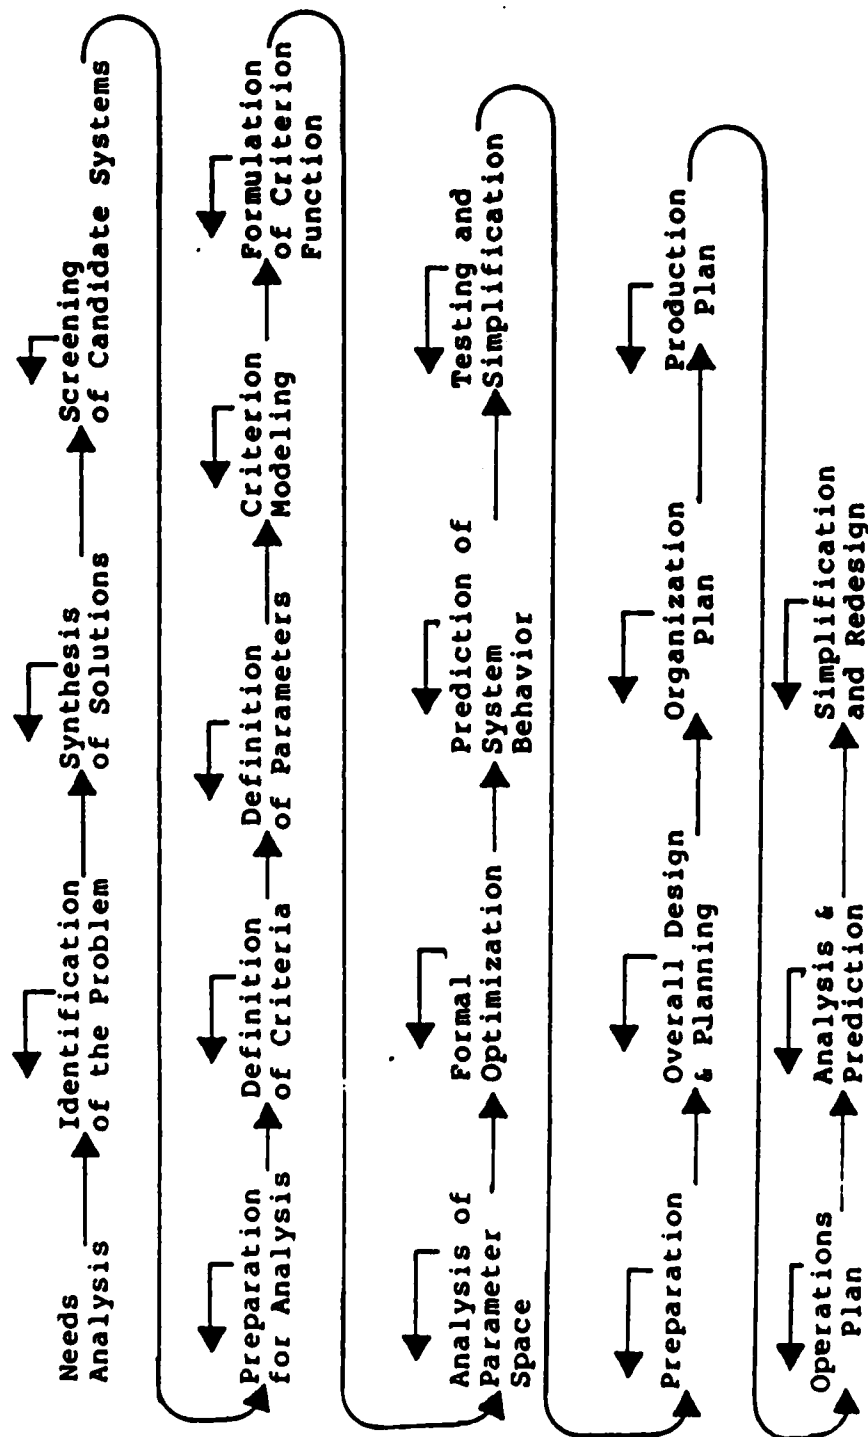 Needs
Analysis
Identification
of the Problem
Synthesis
of Solutions
Screening
of Candidate Systems
Preparation
for Analysis
Definition
of Criteria
Definition
of Parameters
Criterion
Modeling
Formulation
of Criterion
Function
Analysis of
Parameter
Space
Formal
Optimization
Prediction of
System
Behavior
Testing and
Simplification
Preparation
Overall Design
& Planning
Organization
Plan
Production
Plan
Operations
Plan
Analysis &
Prediction
Simplification
and Redesign